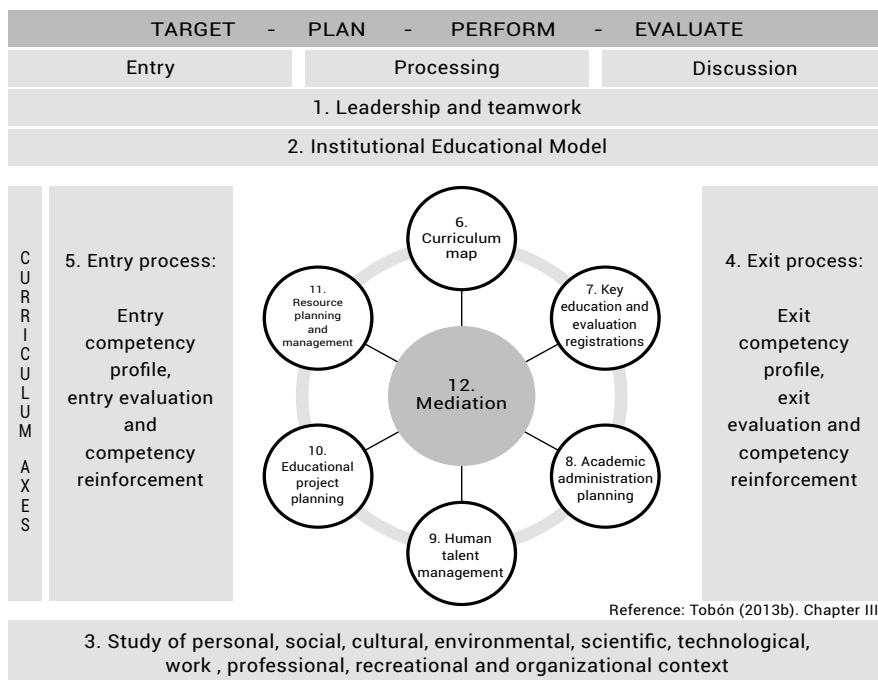 TARGET - PLAN - PERFORM - EVALUATE
Entry
Processing
Discussion
1. Leadership and teamwork
2. Institutional Educational Model
CURRICULUM AXES
5. Entry process:
Entry
competency
profile,
entry evaluation
and
competency
reinforcement
6.
Curriculum
map
7. Key
education and
evaluation
registrations
8. Academic
administration
planning
9. Human
talent
management
10.
Educational
project
planning
11.
Resource
planning
and
management
12.
Mediation
4. Exit process:
Exit
competency
profile,
exit
evaluation and
competency
reinforcement
Reference: Tobón (2013b). Chapter III
3. Study of personal, social, cultural, environmental, scientific, technological,
work , professional, recreational and organizational context